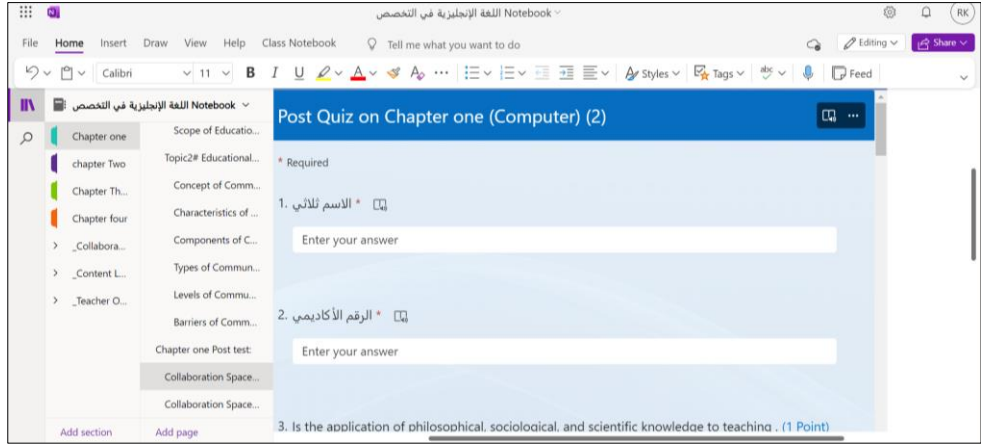 اللغة الإنجليزية في التخصص Notebook
RK
File Home Insert Draw View Help Class Notebook Tell me what you want to do Editing Share
Calibri 11 B I U A A Styles Tags abc Feed
اللغة الإنجليزية في التخصص Notebook
Chapter one
chapter Two
Chapter Th...
Chapter four
_Collabora...
_Content L...
_Teacher O...
Add section
Scope of Educatio...
Topic2# Educational...
Concept of Comm...
Characteristics of ...
Components of C...
Types of Commun...
Levels of Commu...
Barriers of Comm...
Chapter one Post test:
Collaboration Space...
Collaboration Space...
Add page
Post Quiz on Chapter one (Computer) (2)
* Required
1. الاسم ثلاثي *
Enter your answer
2. الرقم الأكاديمي *
Enter your answer
3. Is the application of philosophical, sociological, and scientific knowledge to teaching . (1 Point)